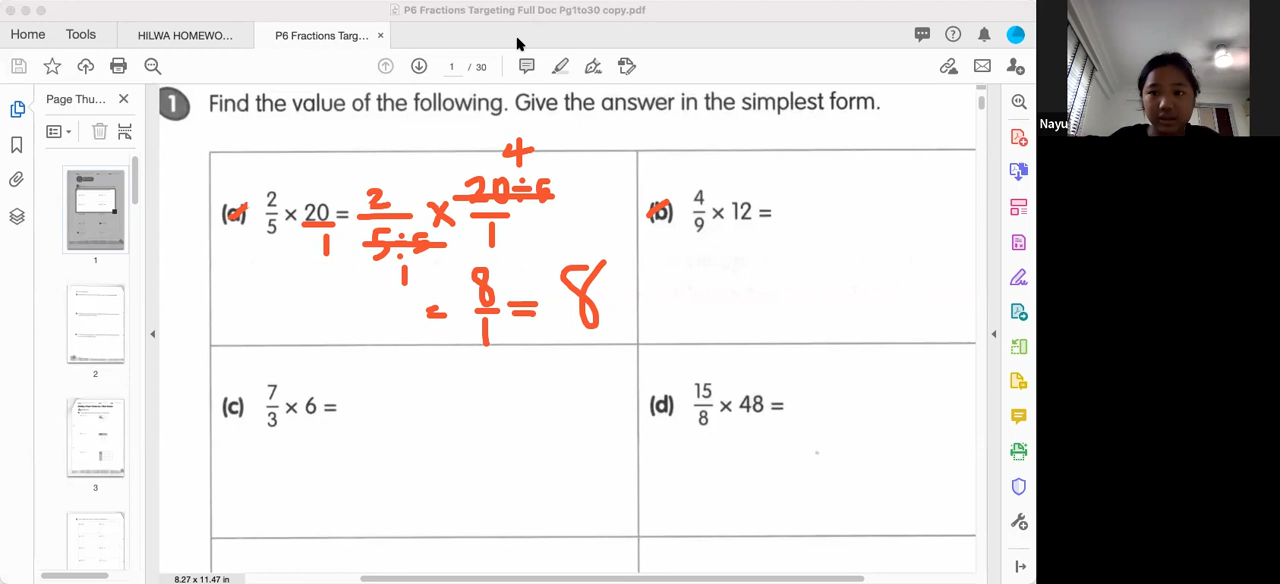 P6 Fractions Targeting Full Doc Pg1to30 copy.pdf
Home Tools HILWA HOMEWO... P6 Fractions Targ... ×
1 / 30
Page Thu... ×
1
2
3
1 Find the value of the following. Give the answer in the simplest form.
4
(a) 2/5 × 20/1 = 2/5÷5 × 20÷5/1
1
= 8/1 = 8
(b) 4/9 × 12 =
(c) 7/3 × 6 =
(d) 15/8 × 48 =
8.27 x 11.47 in
Nayu